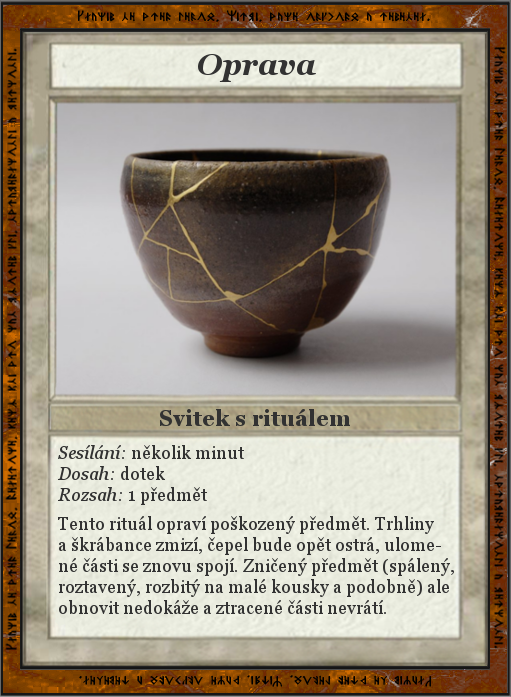 Oprava
Svitek s rituálem
Sesílání: několik minut
Dosah: dotek
Rozsah: 1 předmět
Tento rituál opraví poškozený předmět. Trhliny
a škrábance zmizí, čepel bude opět ostrá, ulome-
né části se znovu spojí. Zničený předmět (spálený,
roztavený, rozbitý na malé kousky a podobně) ale
obnovit nedokáže a ztracené části nevrátí.